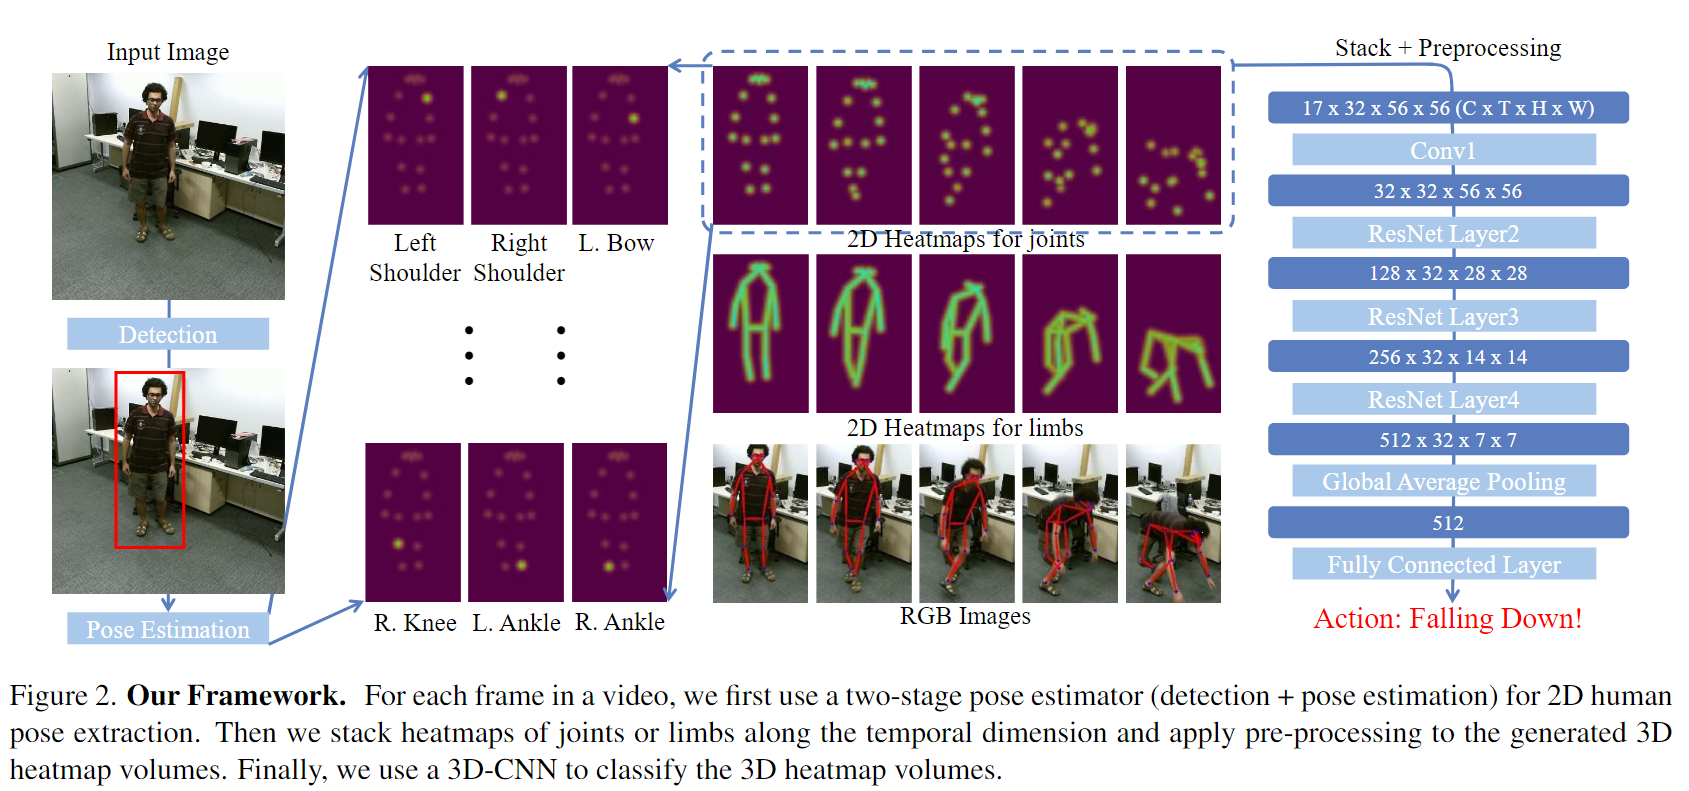 Input Image
Detection
Pose Estimation
Left
Shoulder
Right
Shoulder
L. Bow
R. Knee
L. Ankle
R. Ankle
2D Heatmaps for joints
2D Heatmaps for limbs
RGB Images
Stack + Preprocessing
17 x 32 x 56 x 56 (C x T x H x W)
Conv1
32 x 32 x 56 x 56
ResNet Layer2
128 x 32 x 28 x 28
ResNet Layer3
256 x 32 x 14 x 14
ResNet Layer4
512 x 32 x 7 x 7
Global Average Pooling
512
Fully Connected Layer
Action: Falling Down!
Figure 2. Our Framework. For each frame in a video, we first use a two-stage pose estimator (detection + pose estimation) for 2D human
pose extraction. Then we stack heatmaps of joints or limbs along the temporal dimension and apply pre-processing to the generated 3D
heatmap volumes. Finally, we use a 3D-CNN to classify the 3D heatmap volumes.